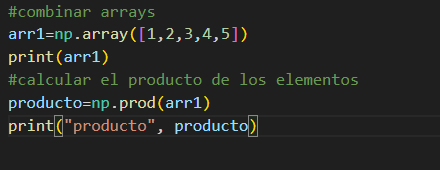 #combinar arrays
arr1=np.array([1,2,3,4,5])
print(arr1)
#calcular el producto de los elementos
producto=np.prod(arr1)
print("producto", producto)